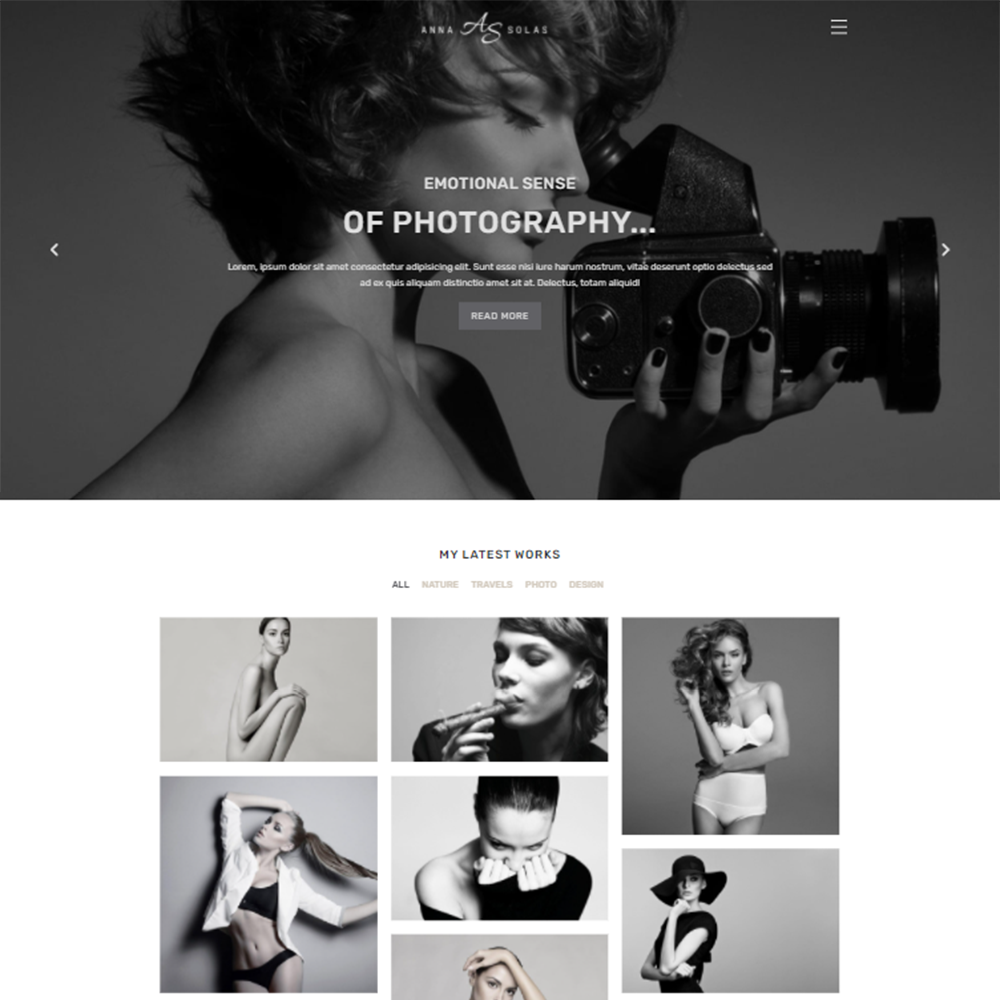 ANNA AS SOLAS
EMOTIONAL SENSE
OF PHOTOGRAPHY...
Lorem, ipsum dolor sit amet consectetur adipisicing elit. Sunt esse nisi iure harum nostrum, vitae deserunt optio delectus sed
ad ex quis aliquam distinctio amet sit at. Delectus, totam aliquid!
READ MORE
MY LATEST WORKS
ALL NATURE TRAVELS PHOTO DESIGN